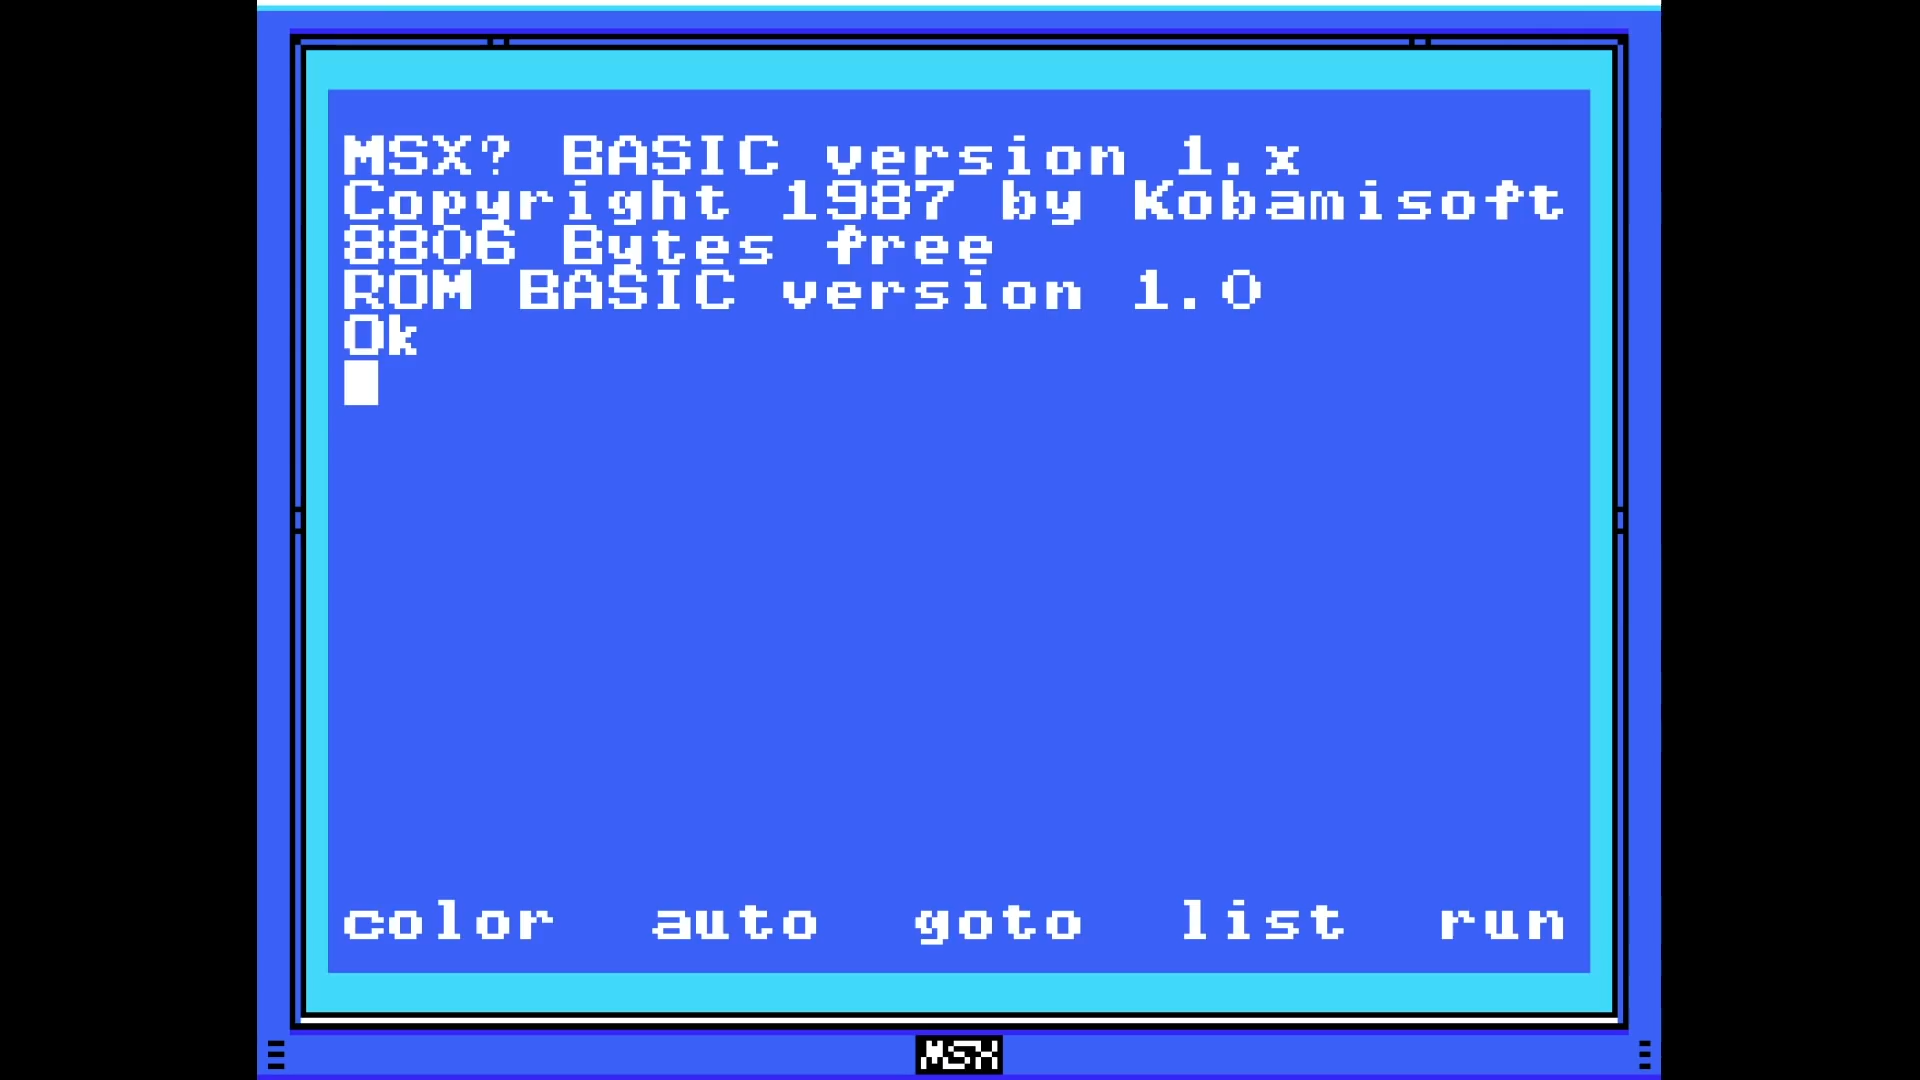 MSX? BASIC version 1.x
Copyright 1987 by Kobamisoft
8806 Bytes free
ROM BASIC version 1.0
Ok
color auto goto list run
MSX